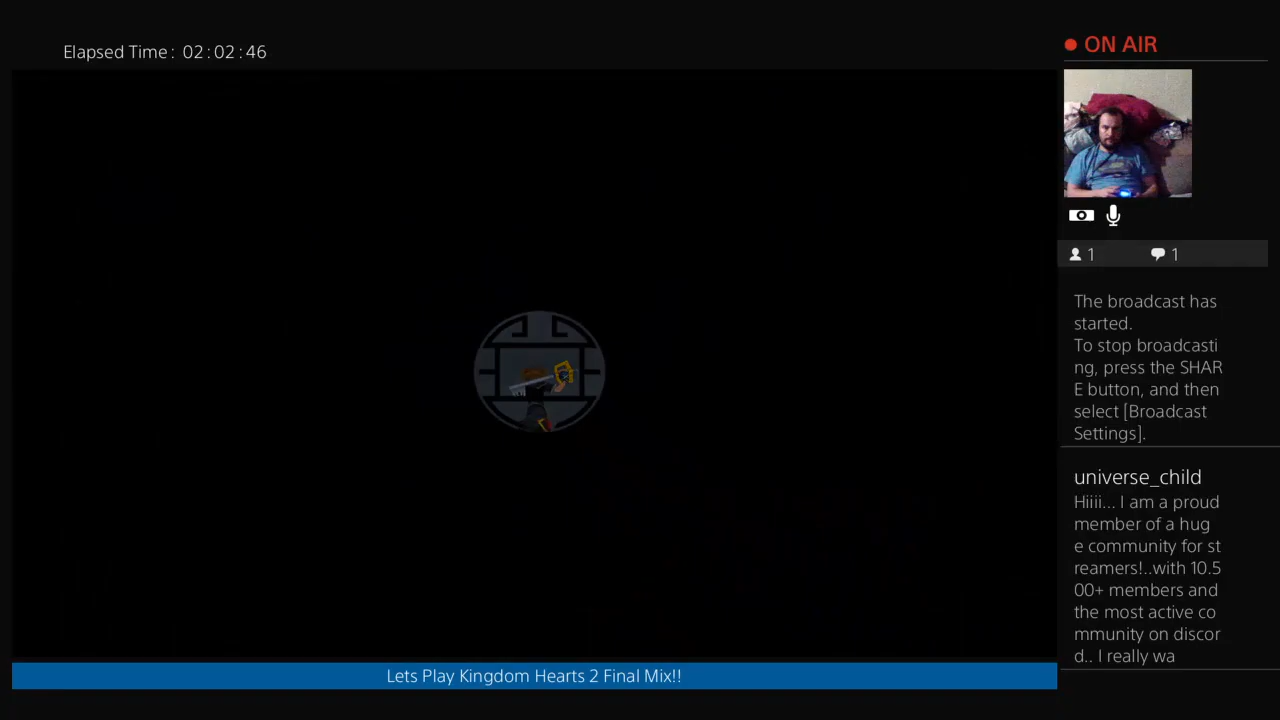 Elapsed Time: 02:02:46
ON AIR
1
1
The broadcast has
started.
To stop broadcasti
ng, press the SHAR
E button, and then
select [Broadcast
Settings].
universe_child
Hiiii... I am a proud
member of a hug
e community for st
reamers!..with 10.5
00+ members and
the most active co
mmunity on discor
d.. I really wa
Lets Play Kingdom Hearts 2 Final Mix!!